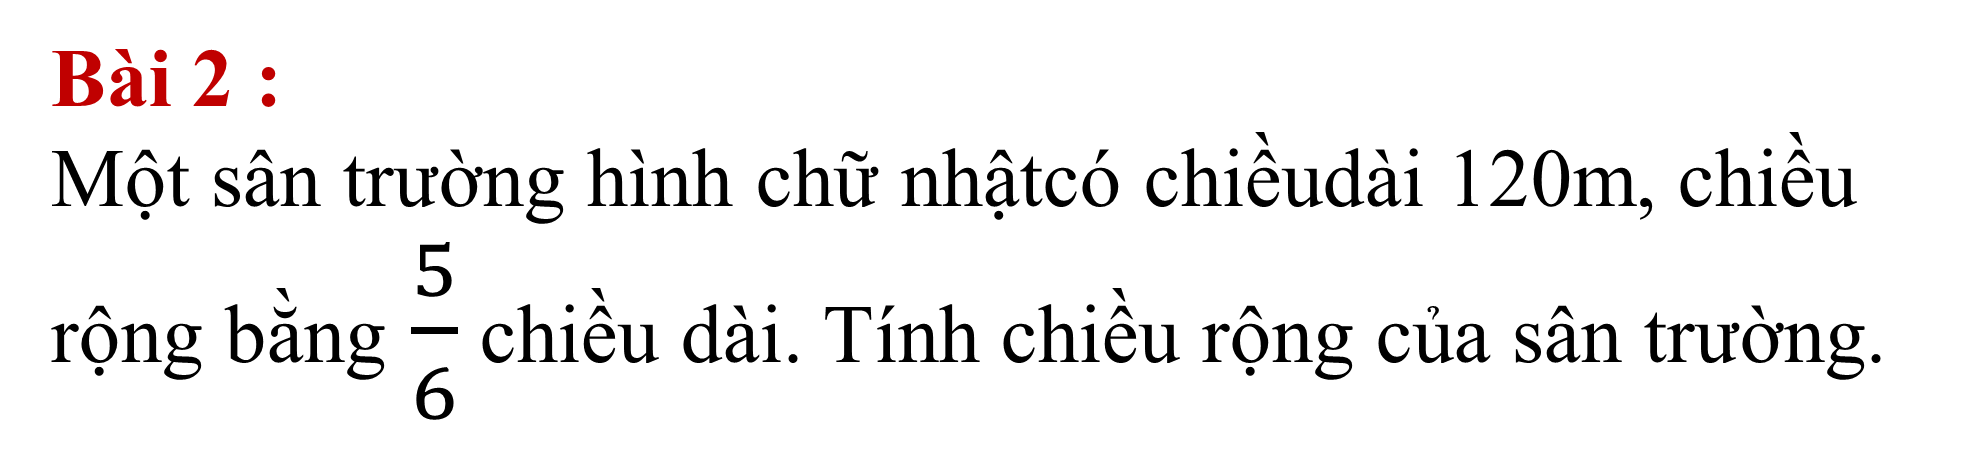 Bài 2 :
Một sân trường hình chữ nhậtcó chiềudài 120m, chiều
rộng bằng 5/6 chiều dài. Tính chiều rộng của sân trường.